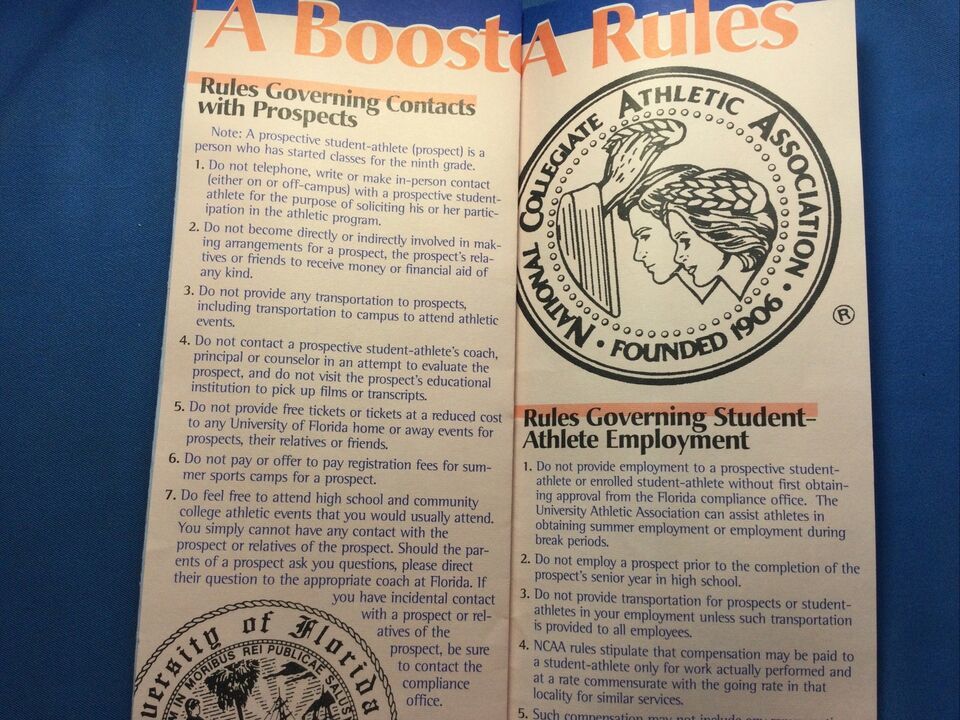 A Booste
Rules Governing Contacts
with Prospects
Note: A prospective student-athlete (prospect) is a
person who has started classes for the ninth grade.
1. Do not telephone, write or make in-person contact
(either on or off-campus) with a prospective student-
athlete for the purpose of soliciting his or her partic-
ipation in the athletic program.
2. Do not become directly or indirectly involved in mak-
ing arrangements for a prospect, the prospect's rela-
tives or friends to receive money or financial aid of
any kind.
3. Do not provide any transportation to prospects,
including transportation to campus to attend athletic
events.
4. Do not contact a prospective student-athlete's coach,
principal or counselor in an attempt to evaluate the
prospect, and do not visit the prospect's educational
institution to pick up films or transcripts.
5. Do not provide free tickets or tickets at a reduced cost
to any University of Florida home or away events for
prospects, their relatives or friends.
6. Do not pay or offer to pay registration fees for sum-
mer sports camps for a prospect.
7. Do feel free to attend high school and community
college athletic events that you would usually attend.
You simply cannot have any contact with the
prospect or relatives of the prospect. Should the par-
ents of a prospect ask you questions, please direct
their question to the appropriate coach at Florida. If
you have incidental contact
with a prospect or rel-
atives of the
prospect, be sure
to contact the
compliance
office.
versity of Florida
IN MORIBUS REI PUBLICAE SALUS
A Rules
NATIONAL COLLEGIATE ATHLETIC ASSOCIATION • FOUNDED 1906 •
®
Rules Governing Student-
Athlete Employment
1. Do not provide employment to a prospective student-
athlete or enrolled student-athlete without first obtain-
ing approval from the Florida compliance office. The
University Athletic Association can assist athletes in
obtaining summer employment or employment during
break periods.
2. Do not employ a prospect prior to the completion of the
prospect's senior year in high school.
3. Do not provide transportation for prospects or student-
athletes in your employment unless such transportation
is provided to all employees.
4. NCAA rules stipulate that compensation may be paid to
a student-athlete only for work actually performed and
at a rate commensurate with the going rate in that
locality for similar services.
5. Such compensation may not include any